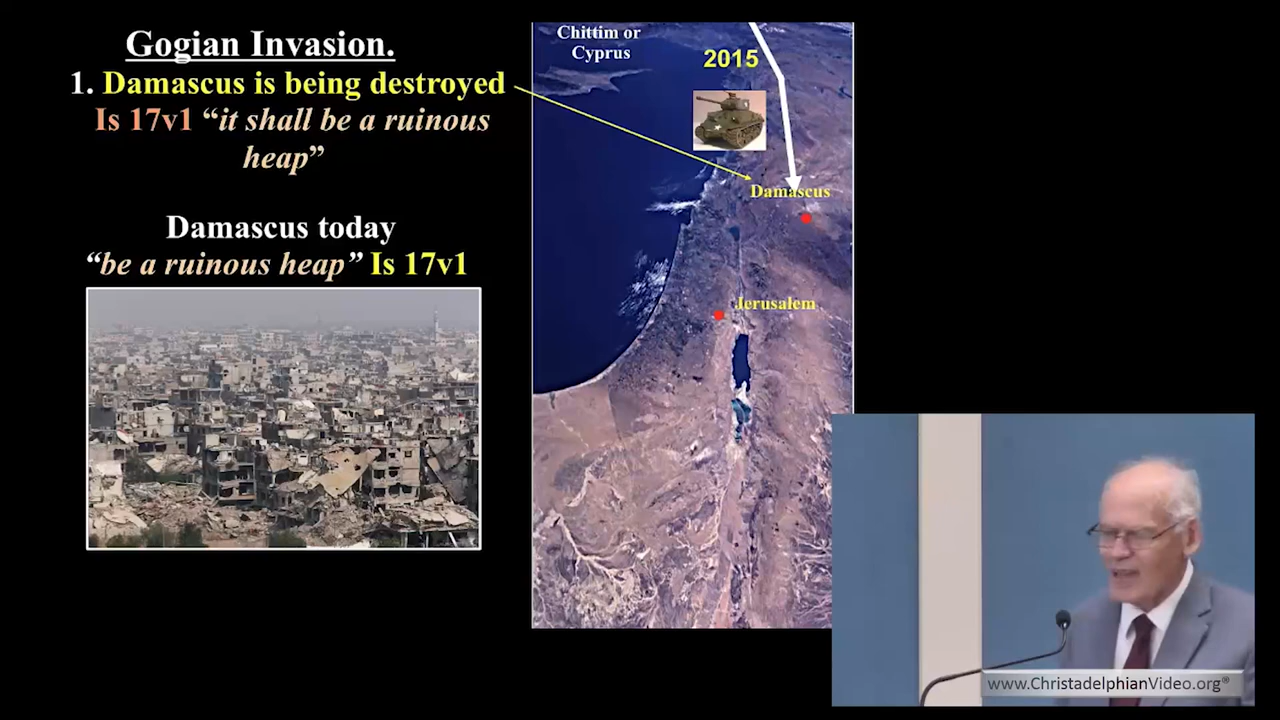 Gogian Invasion.
1. Damascus is being destroyed
Is 17v1 “it shall be a ruinous
heap”
Damascus today
“be a ruinous heap” Is 17v1
Chittim or
Cyprus
2015
Damascus
Jerusalem
www.ChristadelphianVideo.org®